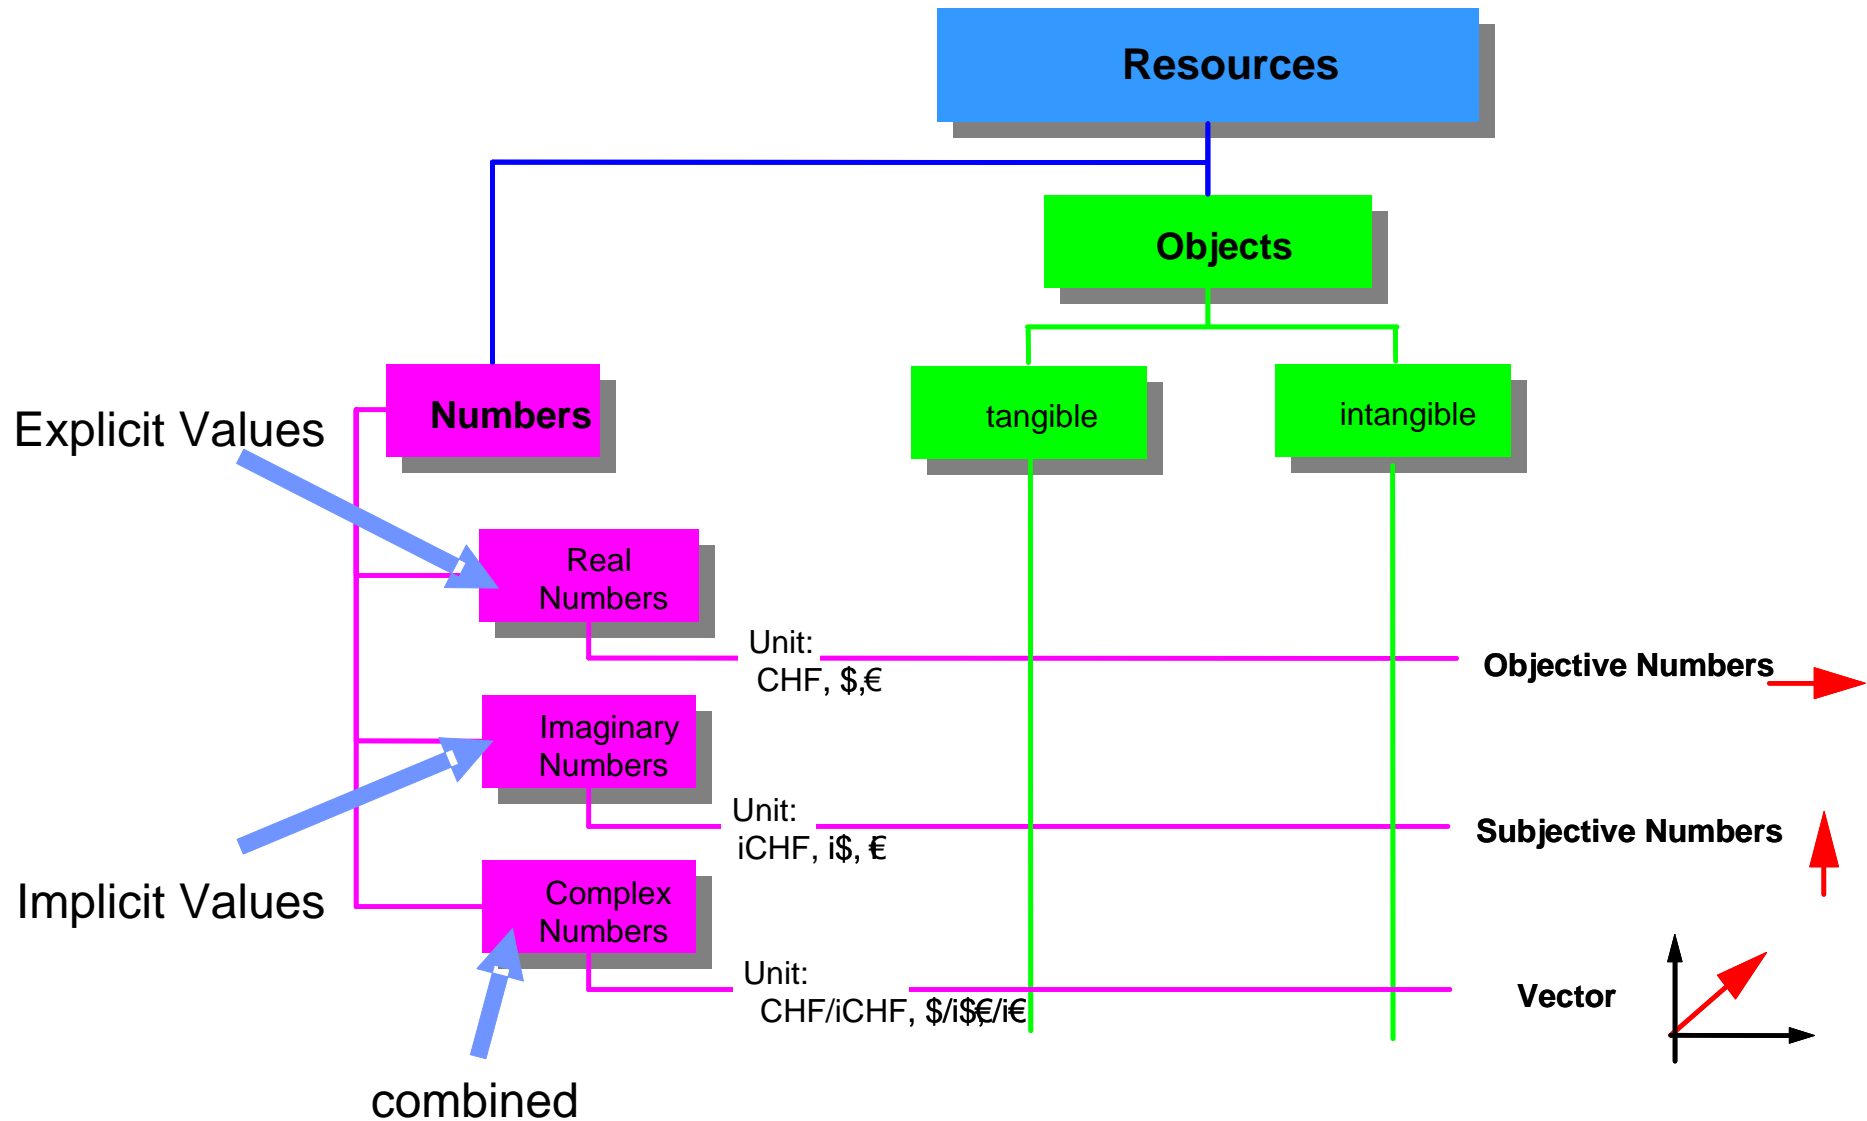 Resources
Objects
Numbers
tangible
intangible
Explicit Values
Real
Numbers
Unit:
CHF, $,€
Objective Numbers
Imaginary
Numbers
Unit:
iCHF, i$, i€
Subjective Numbers
Implicit Values
Complex
Numbers
Unit:
CHF/iCHF, $/i$,€/i€
Vector
combined